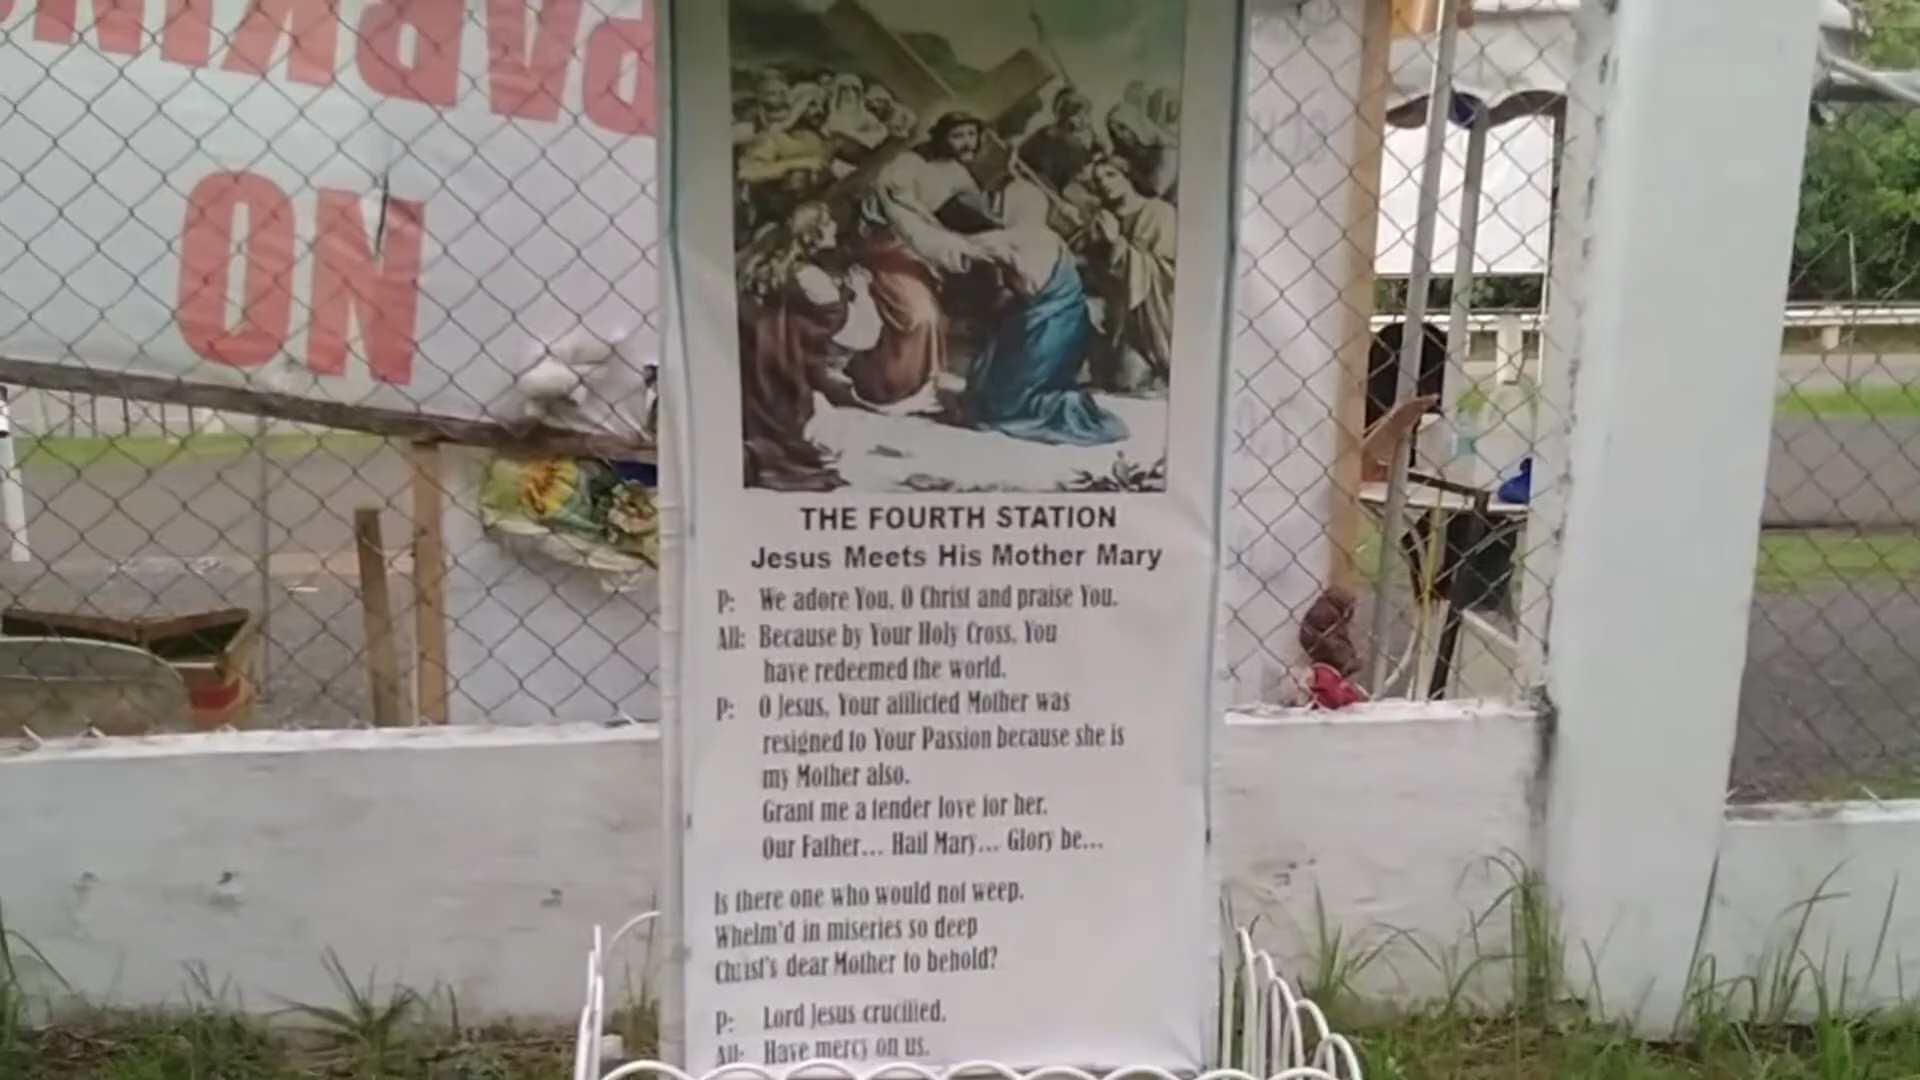 PARKING
NO
THE FOURTH STATION
Jesus Meets His Mother Mary
P: We adore You, O Christ and praise You.
All: Because by Your Holy Cross, You
have redeemed the world.
P: O Jesus, Your afflicted Mother was
resigned to Your Passion because she is
my Mother also.
Grant me a tender love for her.
Our Father... Hail Mary... Glory be...
Is there one who would not weep,
Whelm'd in miseries so deep
Christ's dear Mother to behold?
P: Lord Jesus crucified,
All: Have mercy on us.